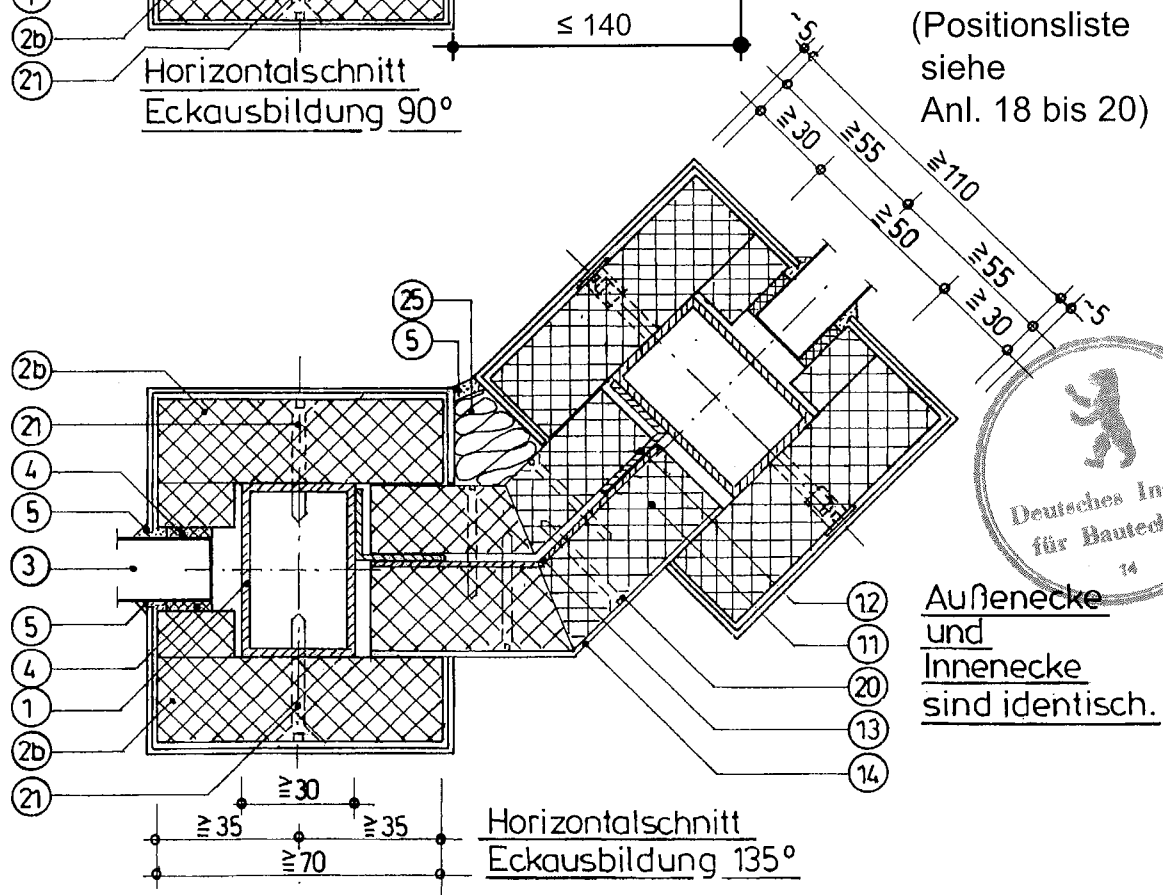 1
2b
21
Horizontalschnitt
Eckausbildung 90°
≤ 140
(Positionsliste
siehe
Anl. 18 bis 20)
~5
≧30
≧55
≧110
≧50
≧55
≧30
~5
25
5
2b
21
4
5
3
5
4
1
2b
21
12
11
20
13
14
Deutsches
für
14
Außenecke
und
Innenecke
sind identisch.
≧30
≧35
≧35
≧70
Horizontalschnitt
Eckausbildung 135°